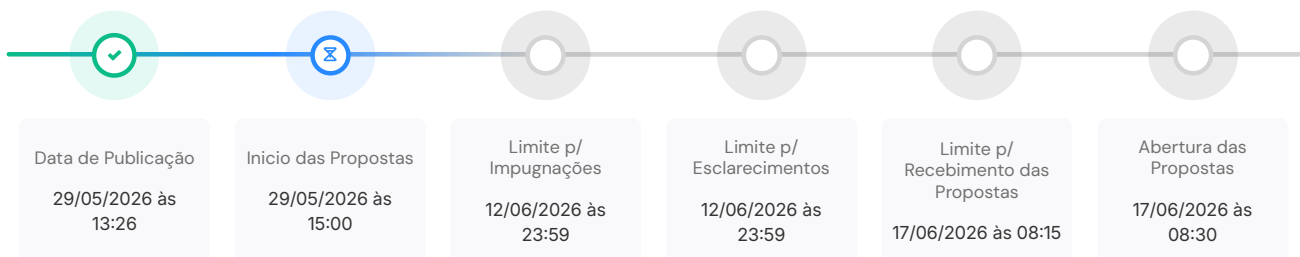 Data de Publicação
29/05/2026 às
13:26
Inicio das Propostas
29/05/2026 às
15:00
Limite p/
Impugnações
12/06/2026 às
23:59
Limite p/
Esclarecimentos
12/06/2026 às
23:59
Limite p/
Recebimento das
Propostas
17/06/2026 às 08:15
Abertura das
Propostas
17/06/2026 às
08:30